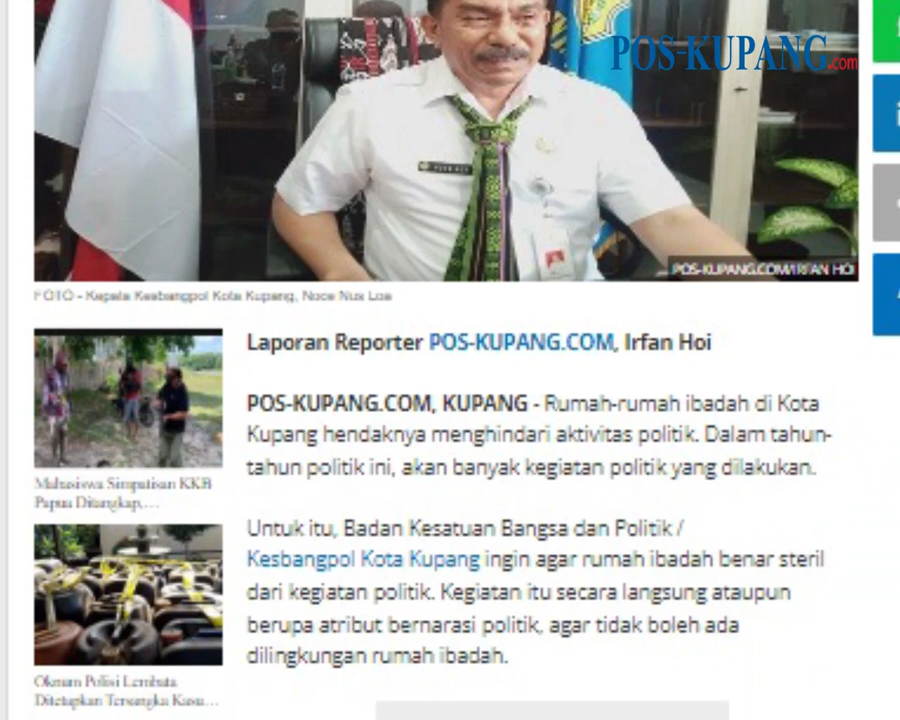 POS-KUPANG.com
POS-KUPANG.COM/IRFAN HOI
FOTO - Kepala Kesbangpol Kota Kupang, Noce Nus Loa
Laporan Reporter POS-KUPANG.COM, Irfan Hoi
POS-KUPANG.COM, KUPANG - Rumah-rumah ibadah di Kota
Kupang hendaknya menghindari aktivitas politik. Dalam tahun-
tahun politik ini, akan banyak kegiatan politik yang dilakukan.
Untuk itu, Badan Kesatuan Bangsa dan Politik /
Kesbangpol Kota Kupang ingin agar rumah ibadah benar steril
dari kegiatan politik. Kegiatan itu secara langsung ataupun
berupa atribut bernarasi politik, agar tidak boleh ada
dilingkungan rumah ibadah.
Mahasiswa Simpatisan KKB
Papua Ditangkap,...
Oknum Polisi Lembata
Ditetapkan Tersangka Kasu...